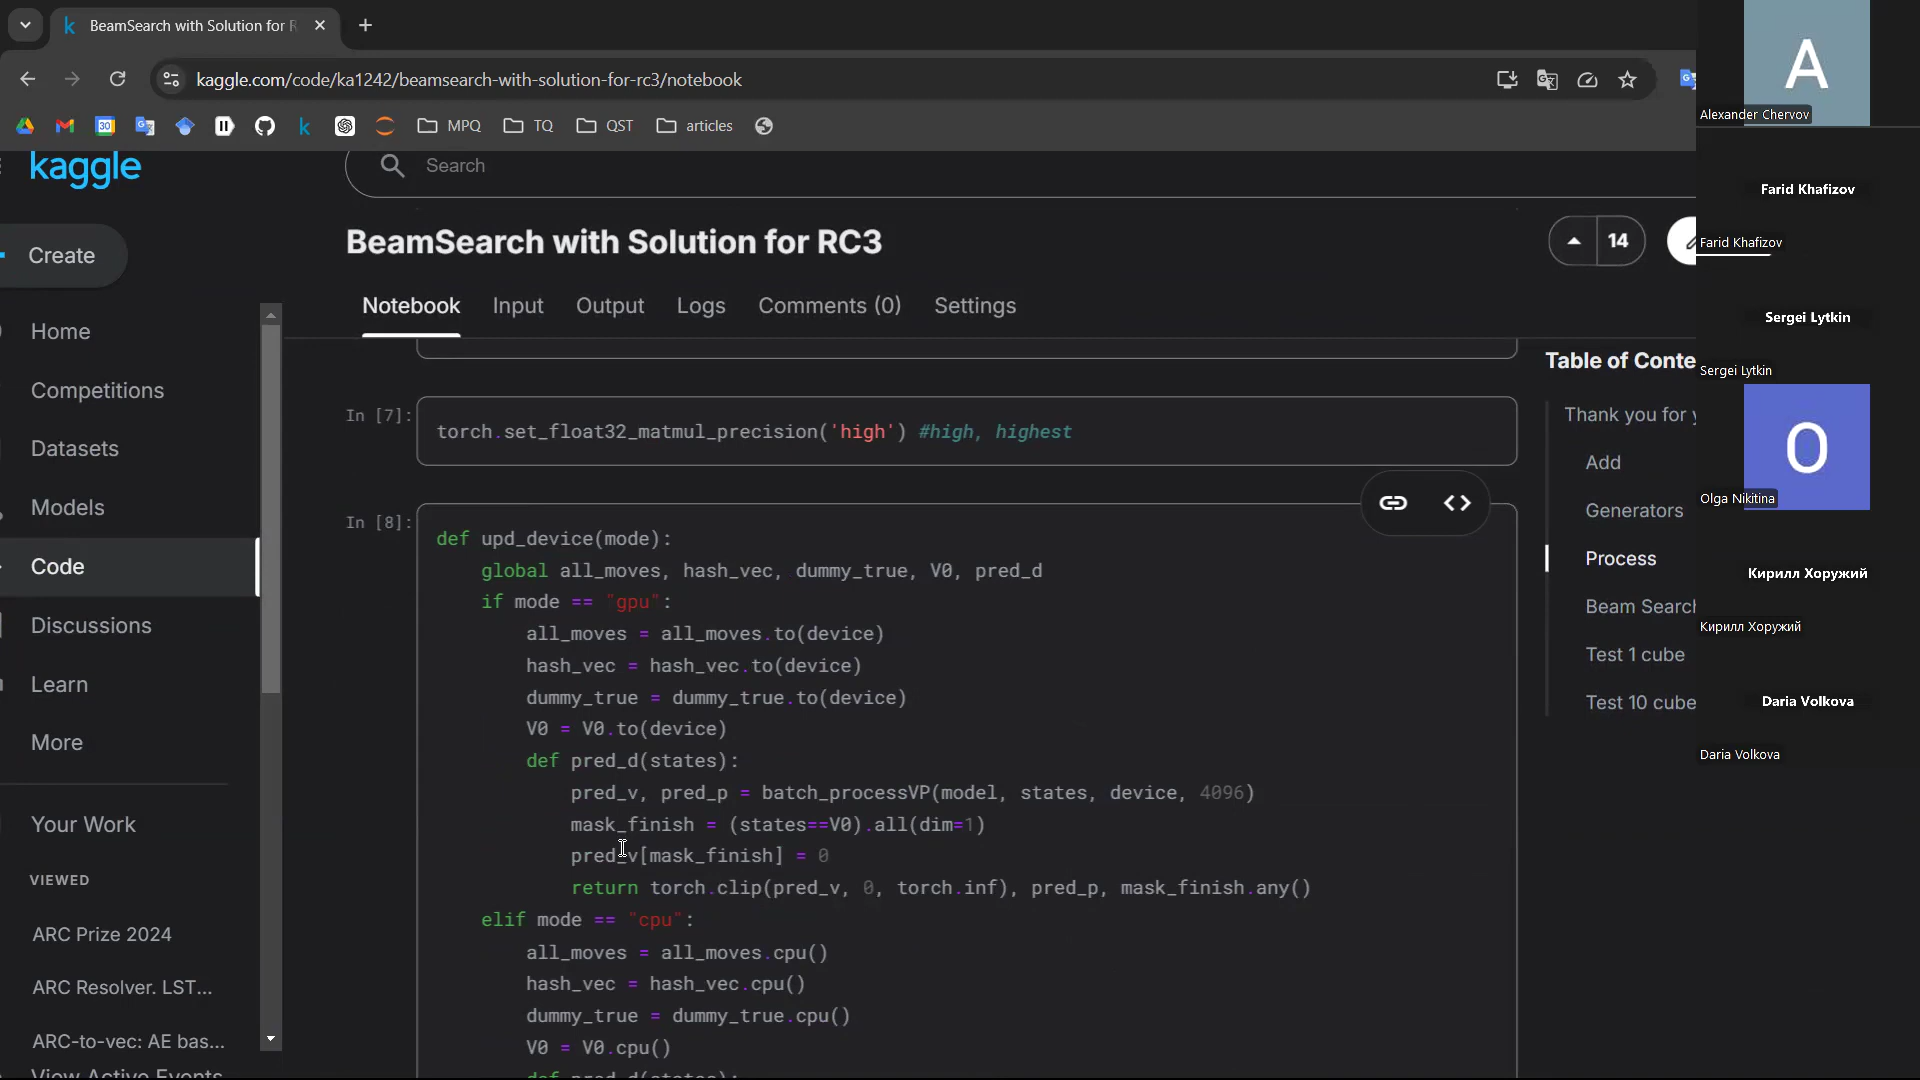 BeamSearch with Solution for R
kaggle.com/code/ka1242/beamsearch-with-solution-for-rc3/notebook
MPQ
TQ
QST
articles
kaggle
Search
Create
Home
Competitions
Datasets
Models
Code
Discussions
Learn
More
Your Work
VIEWED
ARC Prize 2024
ARC Resolver. LST...
ARC-to-vec: AE bas...
View Active Events
BeamSearch with Solution for RC3
14
Notebook
Input
Output
Logs
Comments (0)
Settings
In [7]:
torch.set_float32_matmul_precision('high') #high, highest
In [8]:
def upd_device(mode):
    global all_moves, hash_vec, dummy_true, V0, pred_d
    if mode == "gpu":
        all_moves = all_moves.to(device)
        hash_vec = hash_vec.to(device)
        dummy_true = dummy_true.to(device)
        V0 = V0.to(device)
        def pred_d(states):
            pred_v, pred_p = batch_processVP(model, states, device, 4096)
            mask_finish = (states==V0).all(dim=1)
            pred_v[mask_finish] = 0
            return torch.clip(pred_v, 0, torch.inf), pred_p, mask_finish.any()
    elif mode == "cpu":
        all_moves = all_moves.cpu()
        hash_vec = hash_vec.cpu()
        dummy_true = dummy_true.cpu()
        V0 = V0.cpu()
        def pred_d(states):
Table of Conte
Thank you for y
Add
Generators
Process
Beam Search
Test 1 cube
Test 10 cube
A
Alexander Chervov
Farid Khafizov
Farid Khafizov
Sergei Lytkin
Sergei Lytkin
O
Olga Nikitina
Кирилл Хоружий
Кирилл Хоружий
Daria Volkova
Daria Volkova